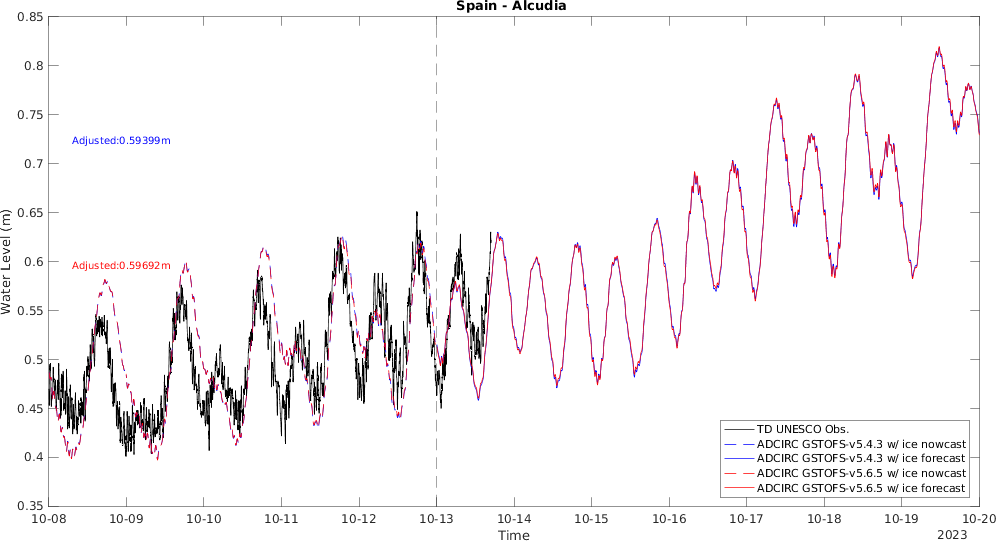 Spain - Alcudia
0.85
0.8
0.75
0.7
0.65
0.6
0.55
0.5
0.45
0.4
0.35
Water Level (m)
Adjusted:0.59399m
Adjusted:0.59692m
TD UNESCO Obs.
ADCIRC GSTOFS-v5.4.3 w/ ice nowcast
ADCIRC GSTOFS-v5.4.3 w/ ice forecast
ADCIRC GSTOFS-v5.6.5 w/ ice nowcast
ADCIRC GSTOFS-v5.6.5 w/ ice forecast
10-08 10-09 10-10 10-11 10-12 10-13 10-14 10-15 10-16 10-17 10-18 10-19 10-20
Time
2023